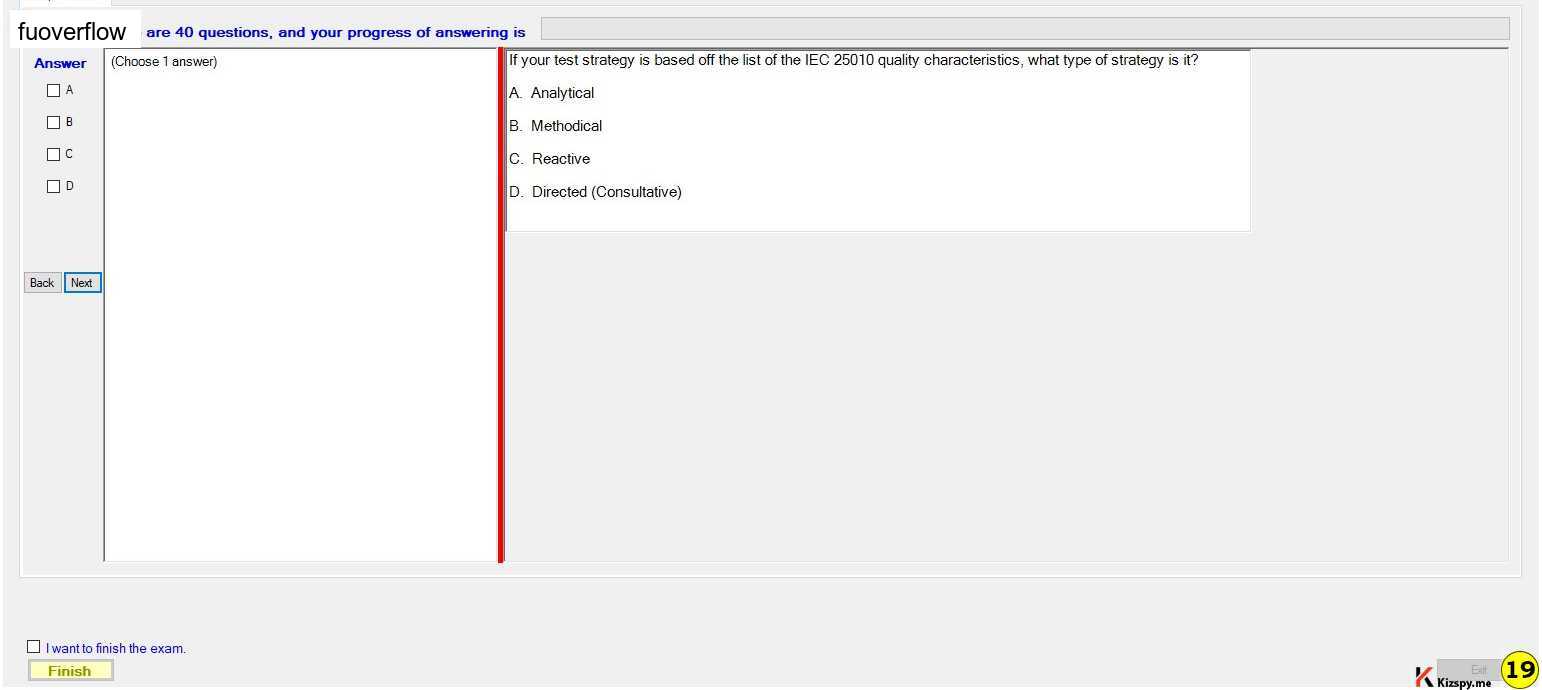 fuoverflow are 40 questions, and your progress of answering is
Answer
A
B
C
D
Back Next
(Choose 1 answer)
If your test strategy is based off the list of the IEC 25010 quality characteristics, what type of strategy is it?
A. Analytical
B. Methodical
C. Reactive
D. Directed (Consultative)
I want to finish the exam.
Finish
Exit
Kizspy.me
19